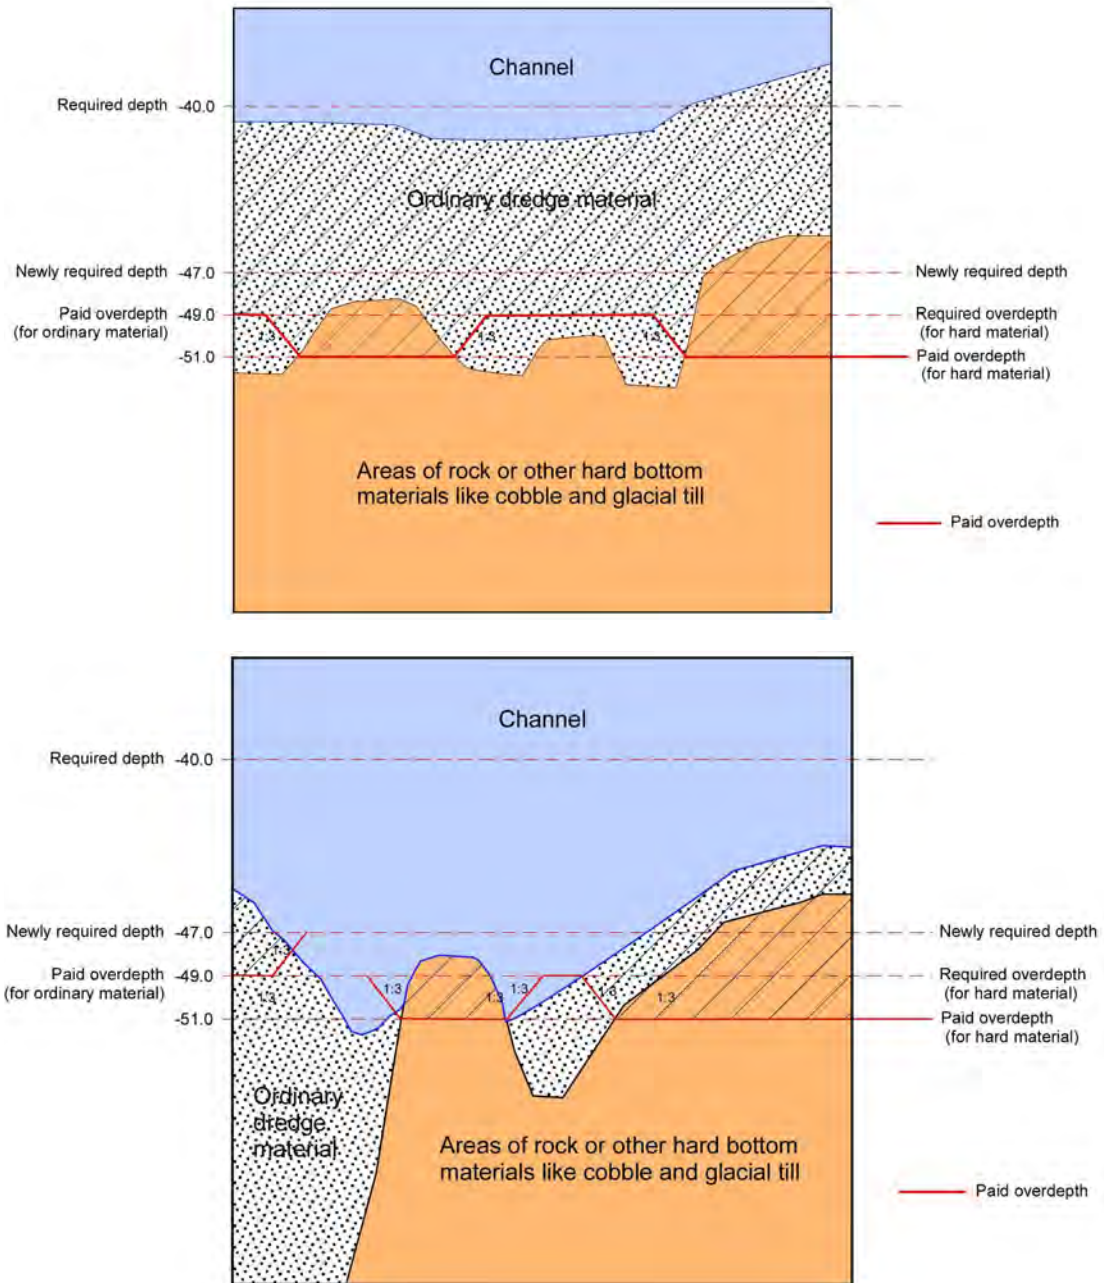 Channel
Required depth -40.0
Ordinary dredge material
Newly required depth -47.0
Newly required depth
Paid overdepth -49.0
(for ordinary material)
Required overdepth
(for hard material)
1:3
1:3
1:3
-51.0
Paid overdepth
(for hard material)
Areas of rock or other hard bottom
materials like cobble and glacial till
Paid overdepth
Channel
Required depth -40.0
Newly required depth -47.0
Newly required depth
1:3
Paid overdepth -49.0
(for ordinary material)
Required overdepth
(for hard material)
1:3
1:3
1:3
1:3
1:3
1:3
-51.0
Paid overdepth
(for hard material)
Ordinary
dredge
material
Areas of rock or other hard bottom
materials like cobble and glacial till
Paid overdepth